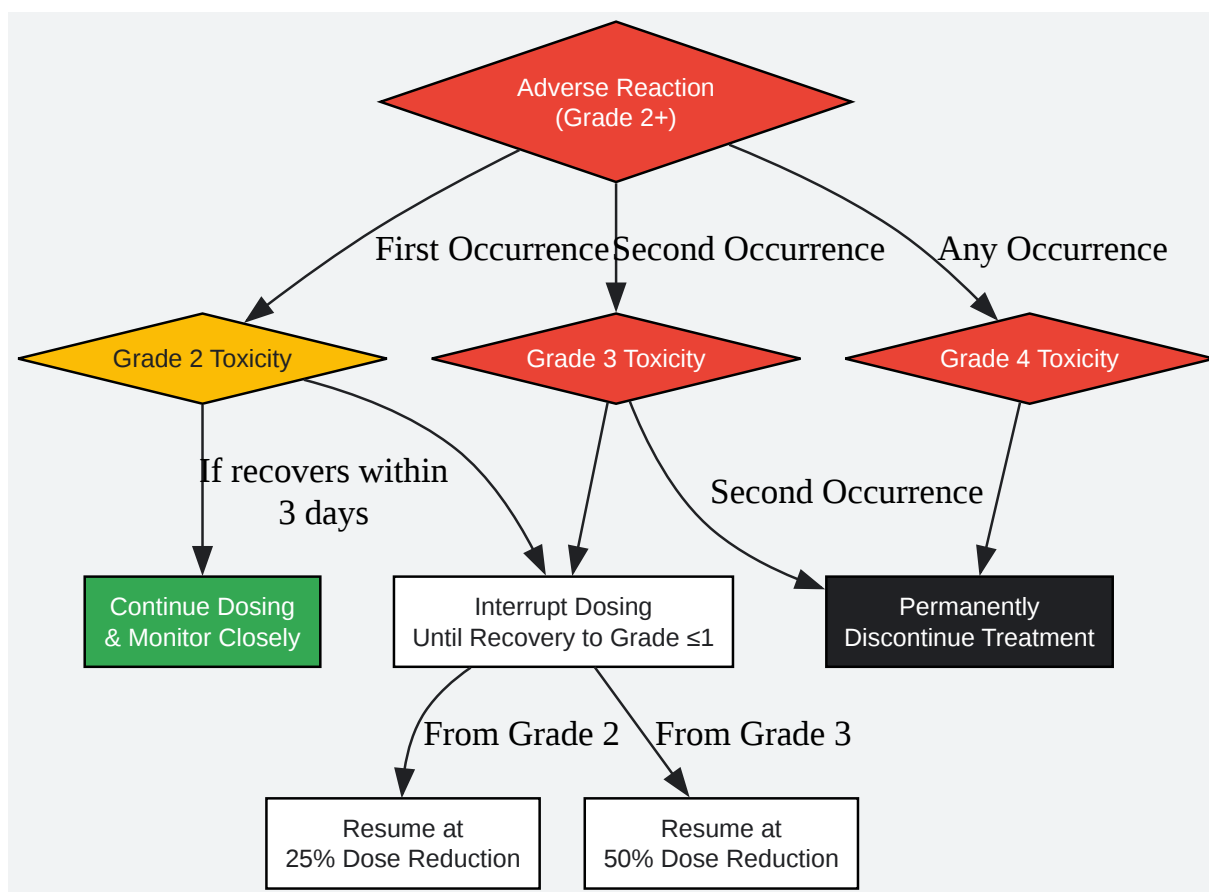 Adverse Reaction
(Grade 2+)
First Occurrence
Second Occurrence
Any Occurrence
Grade 2 Toxicity
Grade 3 Toxicity
Grade 4 Toxicity
If recovers within
3 days
Second Occurrence
Continue Dosing
& Monitor Closely
Interrupt Dosing
Until Recovery to Grade ≤1
Permanently
Discontinue Treatment
From Grade 2
From Grade 3
Resume at
25% Dose Reduction
Resume at
50% Dose Reduction